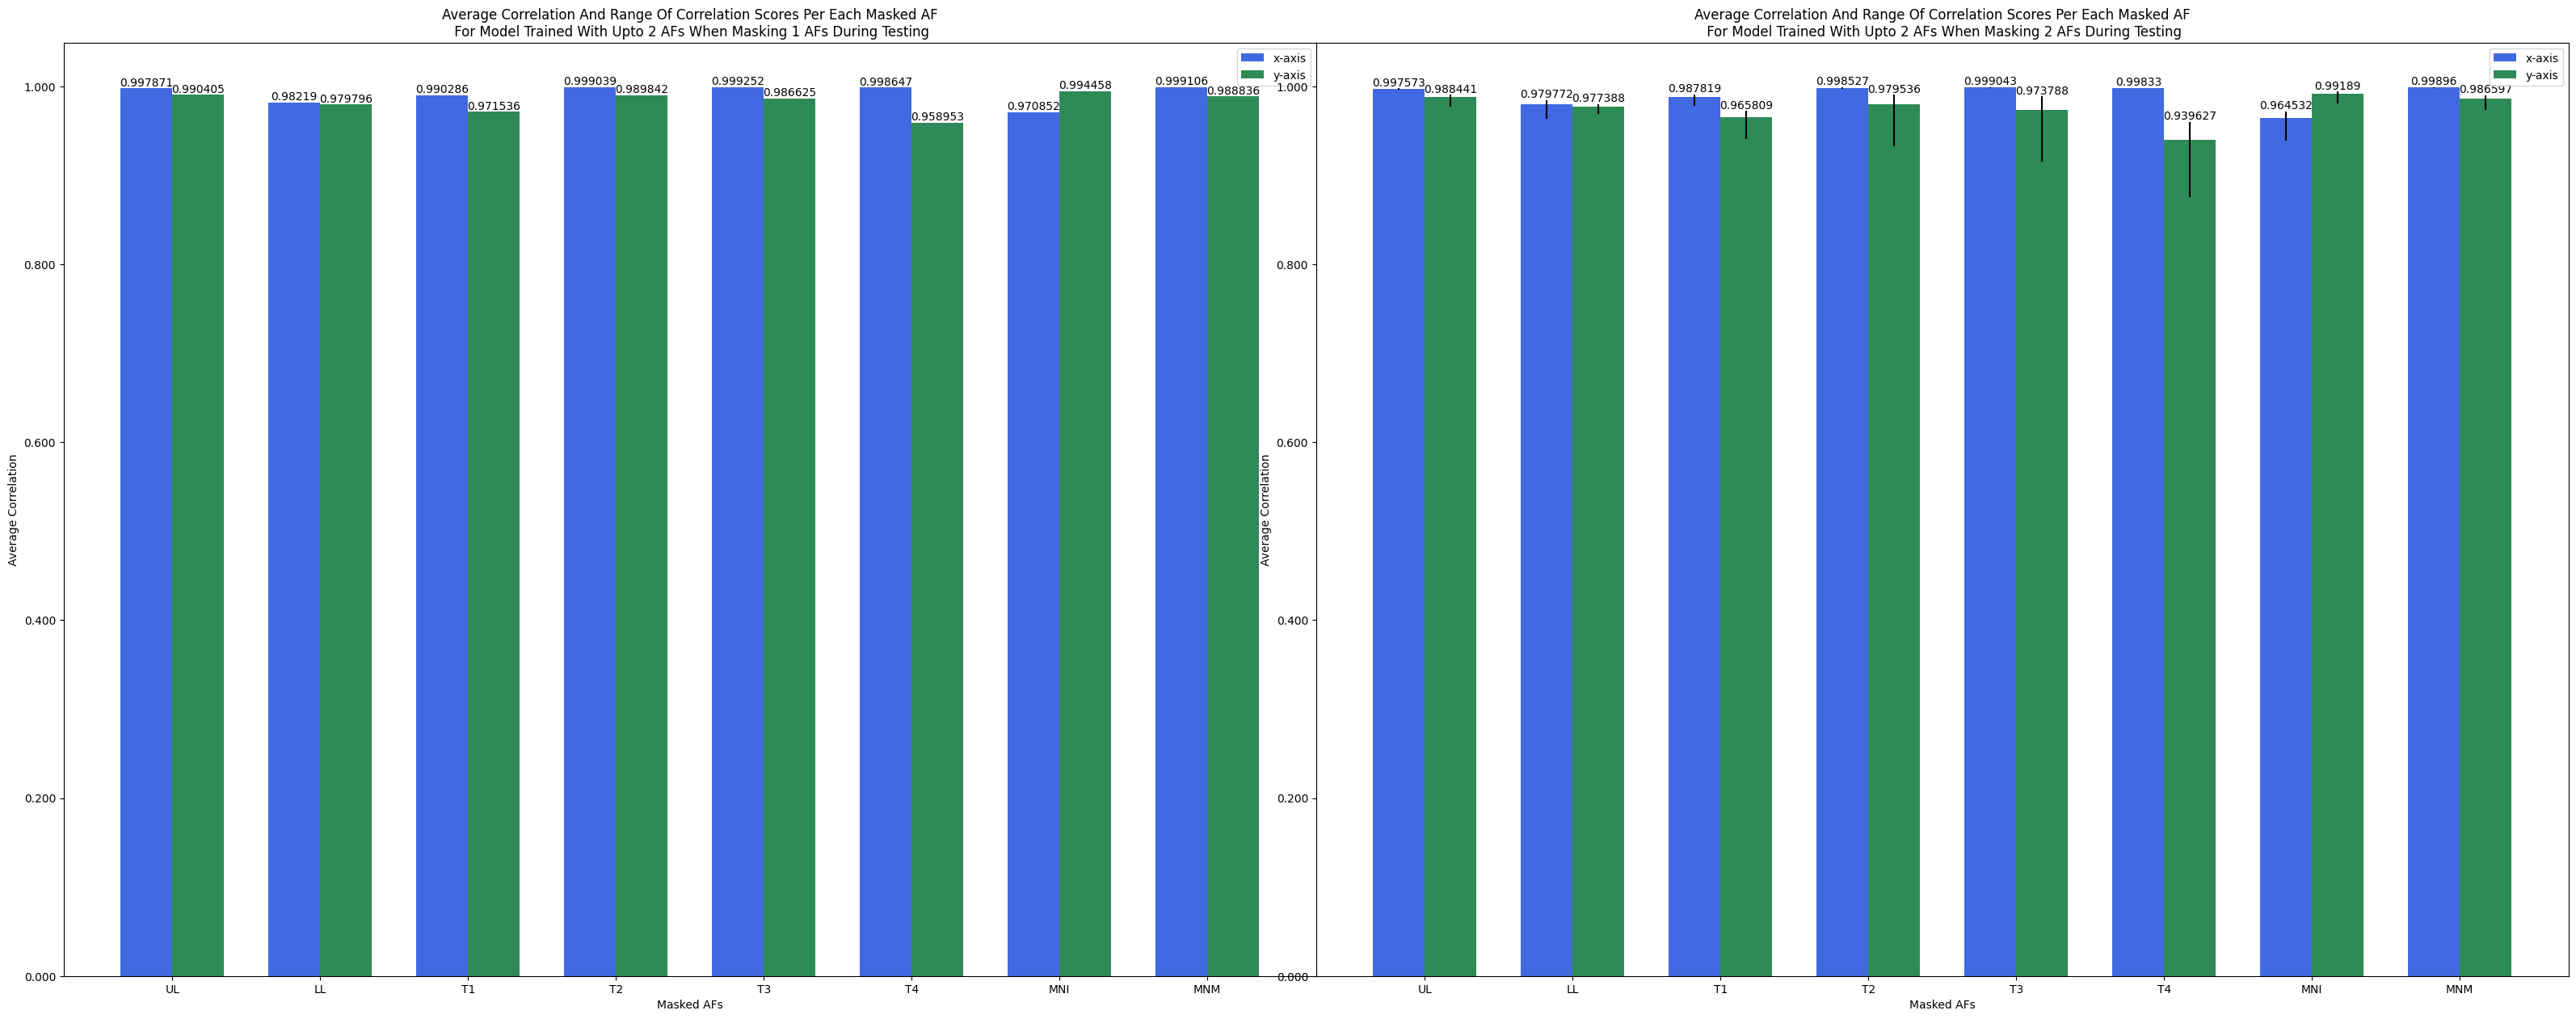 Average Correlation And Range Of Correlation Scores Per Each Masked AF
For Model Trained With Upto 2 AFs When Masking 1 AFs During Testing
x-axis
y-axis
1.000
0.800
0.600
0.400
0.200
0.000
Average Correlation
0.997871
0.990405
0.98219
0.979796
0.990286
0.971536
0.999039
0.989842
0.999252
0.986625
0.998647
0.958953
0.970852
0.994458
0.999106
0.988836
UL
LL
T1
T2
T3
T4
MNI
MNM
Masked AFs
Average Correlation And Range Of Correlation Scores Per Each Masked AF
For Model Trained With Upto 2 AFs When Masking 2 AFs During Testing
x-axis
y-axis
1.000
0.800
0.600
0.400
0.200
0.000
Average Correlation
0.997573
0.988441
0.979772
0.977388
0.987819
0.965809
0.998527
0.979536
0.999043
0.973788
0.99833
0.939627
0.964532
0.99189
0.99896
0.986597
UL
LL
T1
T2
T3
T4
MNI
MNM
Masked AFs